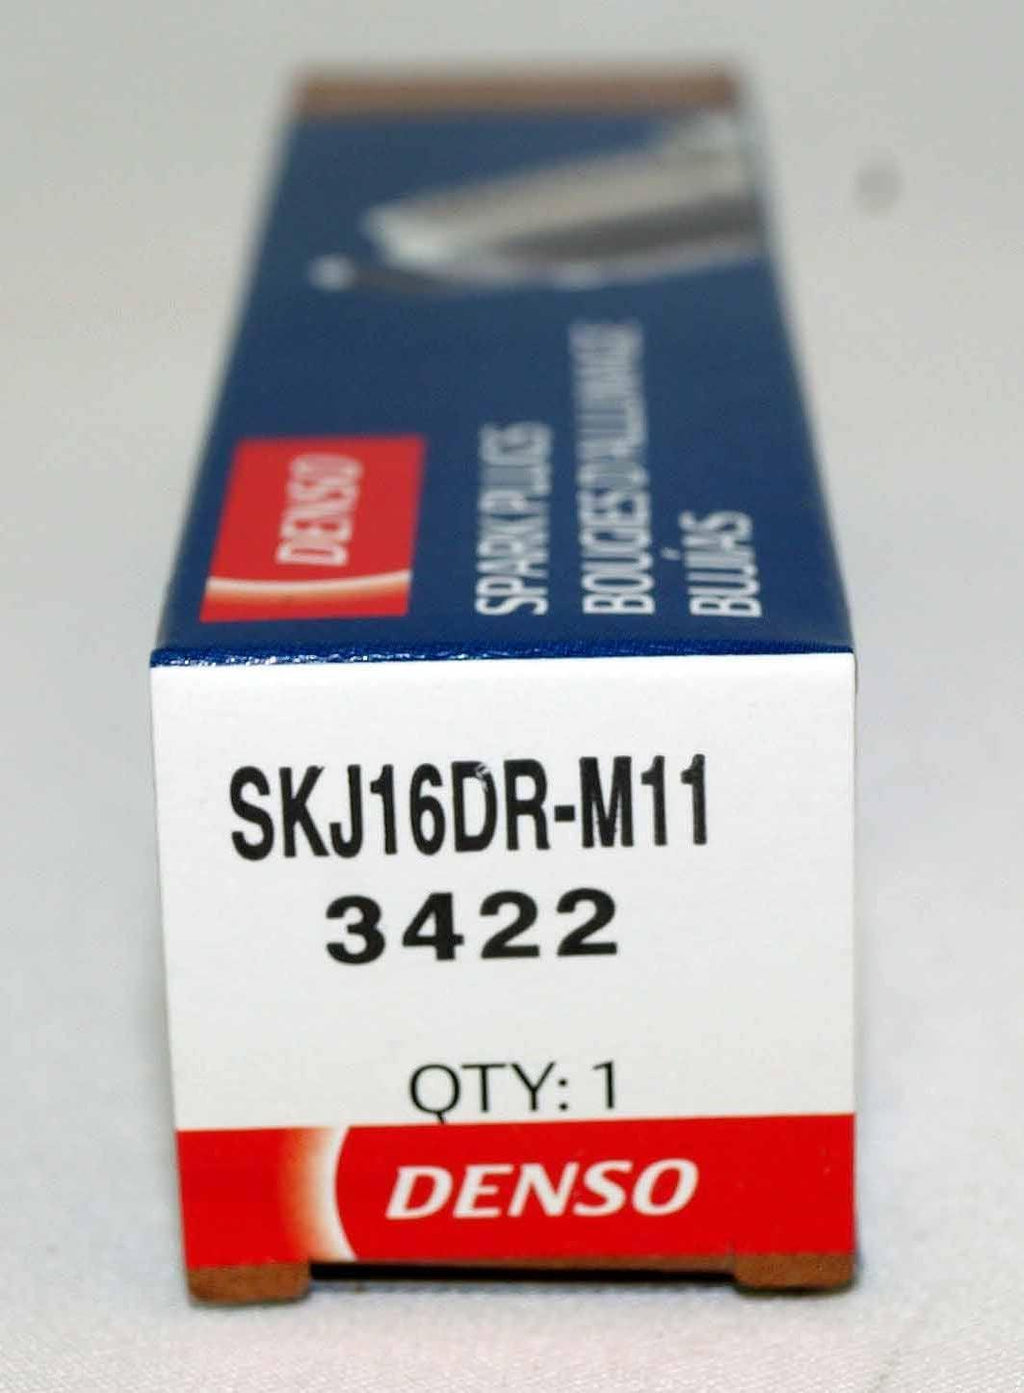 DENSO
SPARK PLUGS
BOUGIES D'ALLUMAGE
BUJÍAS
SKJ16DR-M11
3422
QTY: 1
DENSO